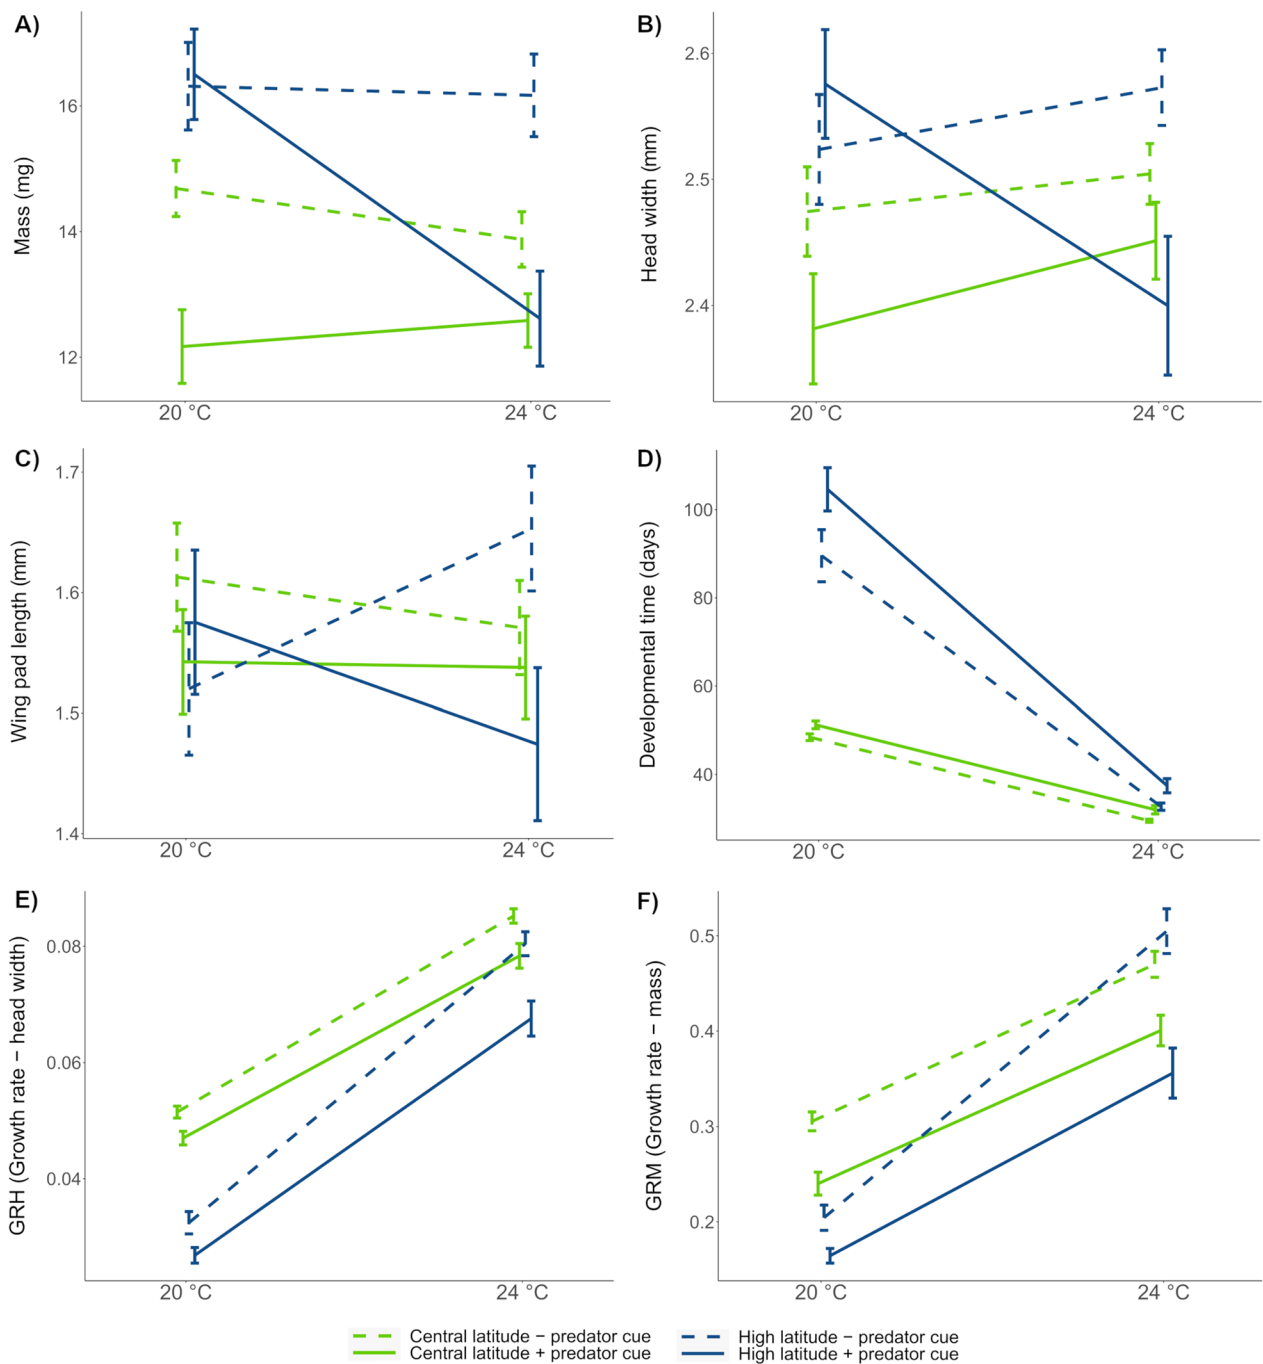 A)
Mass (mg)
16
14
12
20 °C
24 °C
B)
Head width (mm)
2.6
2.5
2.4
20 °C
24 °C
C)
Wing pad length (mm)
1.7
1.6
1.5
1.4
20 °C
24 °C
D)
Developmental time (days)
100
80
60
40
20 °C
24 °C
E)
GRH (Growth rate − head width)
0.08
0.06
0.04
20 °C
24 °C
F)
GRM (Growth rate − mass)
0.5
0.4
0.3
0.2
20 °C
24 °C
Central latitude − predator cue
Central latitude + predator cue
High latitude − predator cue
High latitude + predator cue